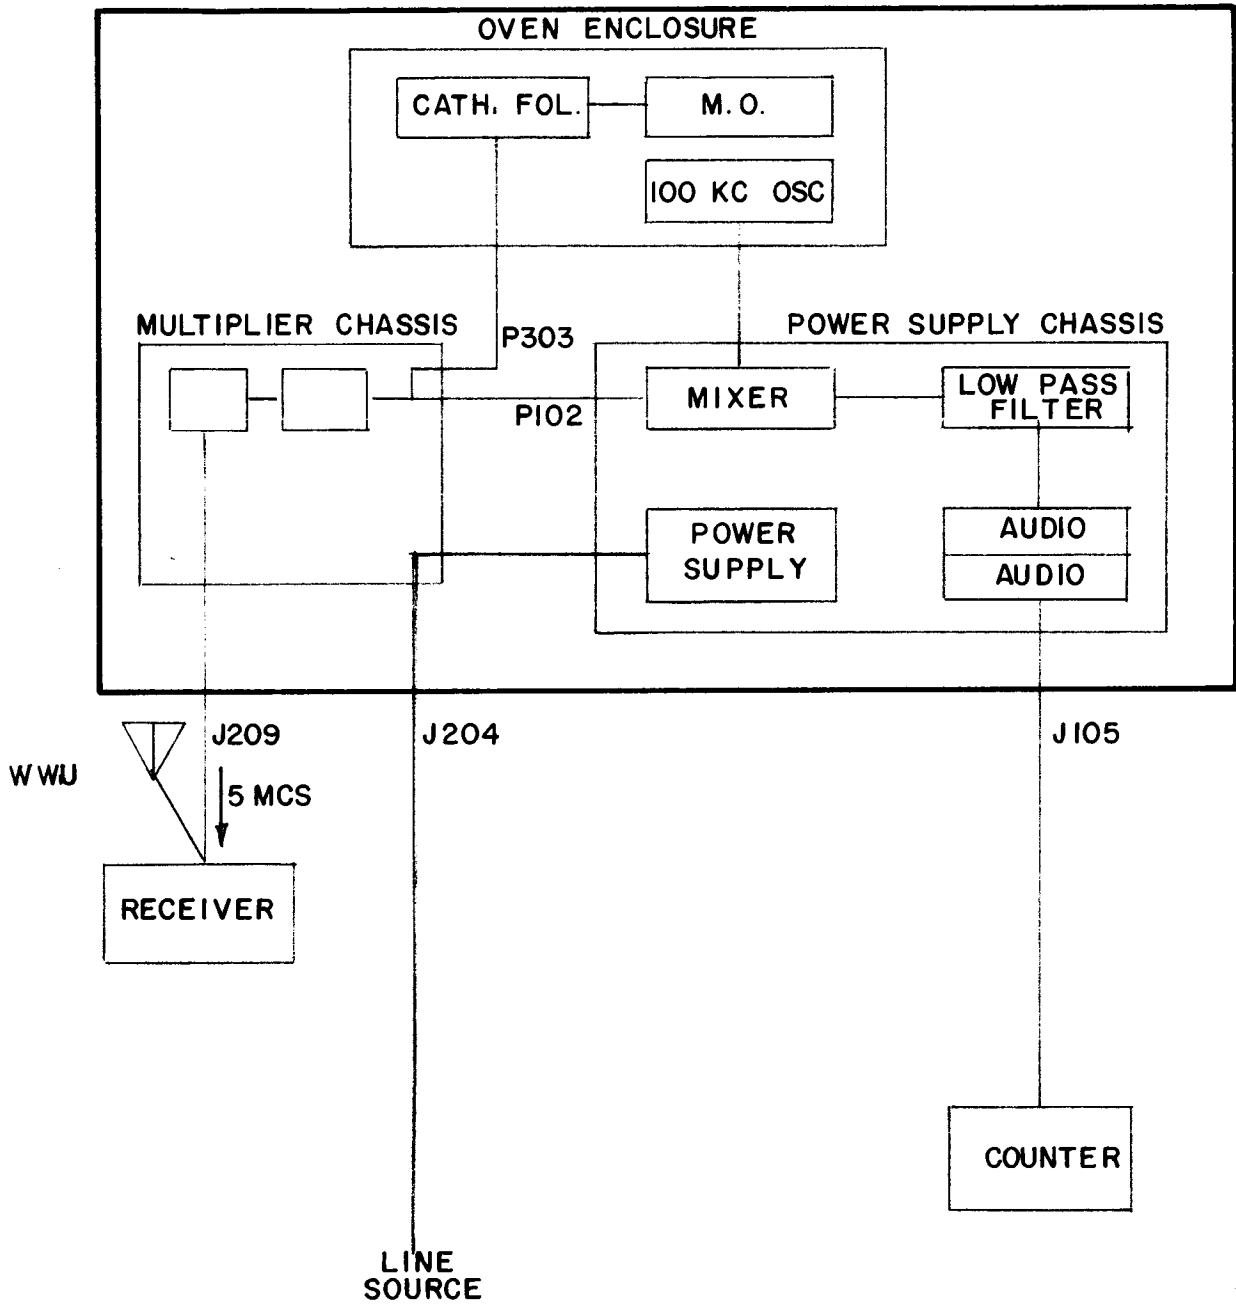 OVEN ENCLOSURE
CATH. FOL.
M.O.
100 KC OSC
MULTIPLIER CHASSIS
P303
POWER SUPPLY CHASSIS
P102
MIXER
LOW PASS
FILTER
POWER
SUPPLY
AUDIO
AUDIO
J209
J204
J105
WWU
5 MCS
RECEIVER
COUNTER
LINE
SOURCE